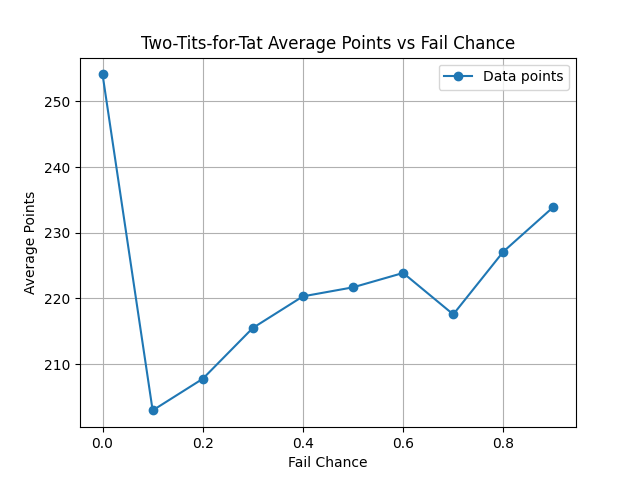 Two-Tits-for-Tat Average Points vs Fail Chance
Data points
250
240
230
220
210
Average Points
0.0 0.2 0.4 0.6 0.8
Fail Chance